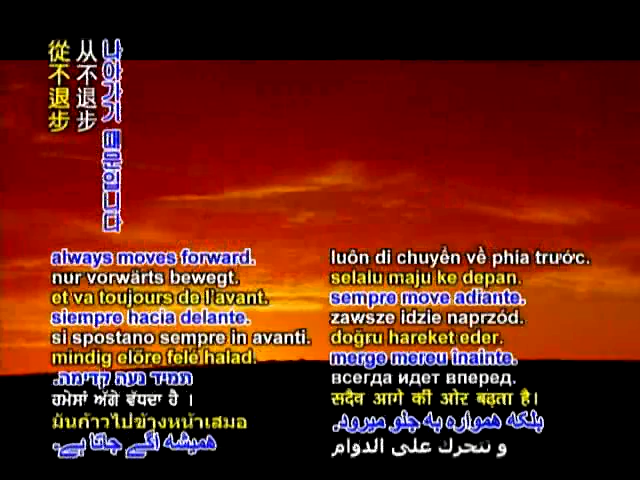 從不退步
从不退步
나아가기 때문입니다
always moves forward.
nur vorwärts bewegt.
et va toujours de l'avant.
siempre hacia delante.
si spostano sempre in avanti.
mindig előre felé halad.
תמיד נעה קדימה.
ਹਮੇਸਾਂ ਅੱਗੇ ਵੱਧਦਾ ਹੈ ।
มันก้าวไปข้างหน้าเสมอ
ہمیشہ آگے جاتا ہے۔
luôn di chuyển về phía trước.
selalu maju ke depan.
sempre move adiante.
zawsze idzie naprzód.
doğru hareket eder.
merge mereu înainte.
всегда идет вперед.
सदैव आगे की ओर बढ़ता है।
بلکه همواره به جلو میرود.
و تتحرك على الدوام